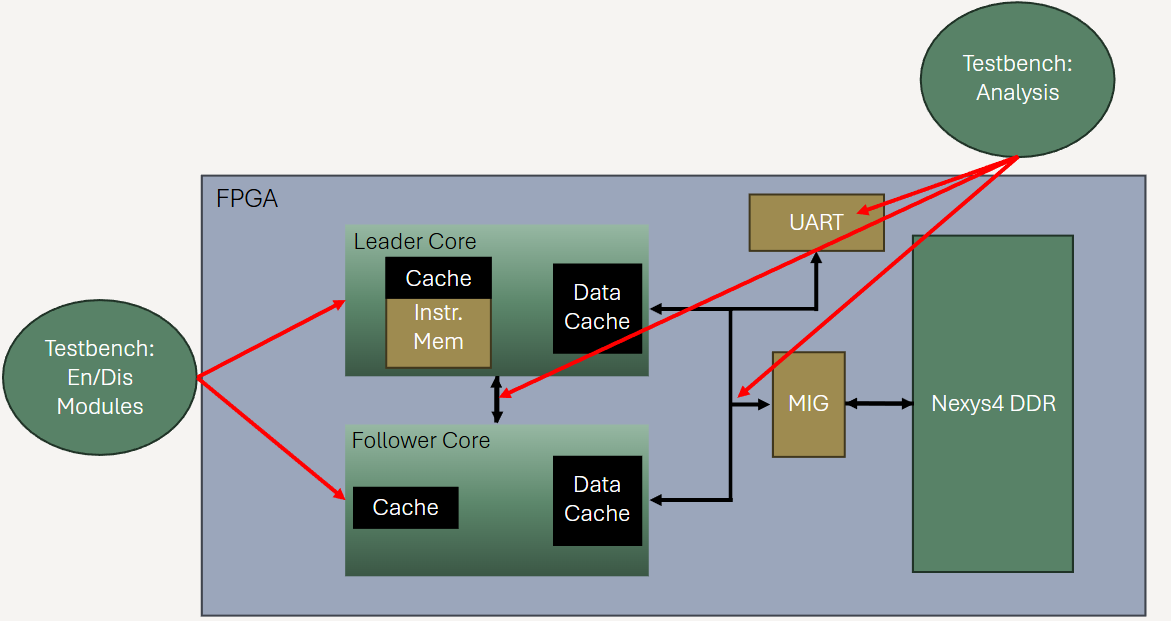 Testbench:
Analysis
FPGA
UART
Leader Core
Cache
Instr.
Mem
Data
Cache
Testbench:
En/Dis
Modules
MIG
Nexys4 DDR
Follower Core
Cache
Data
Cache